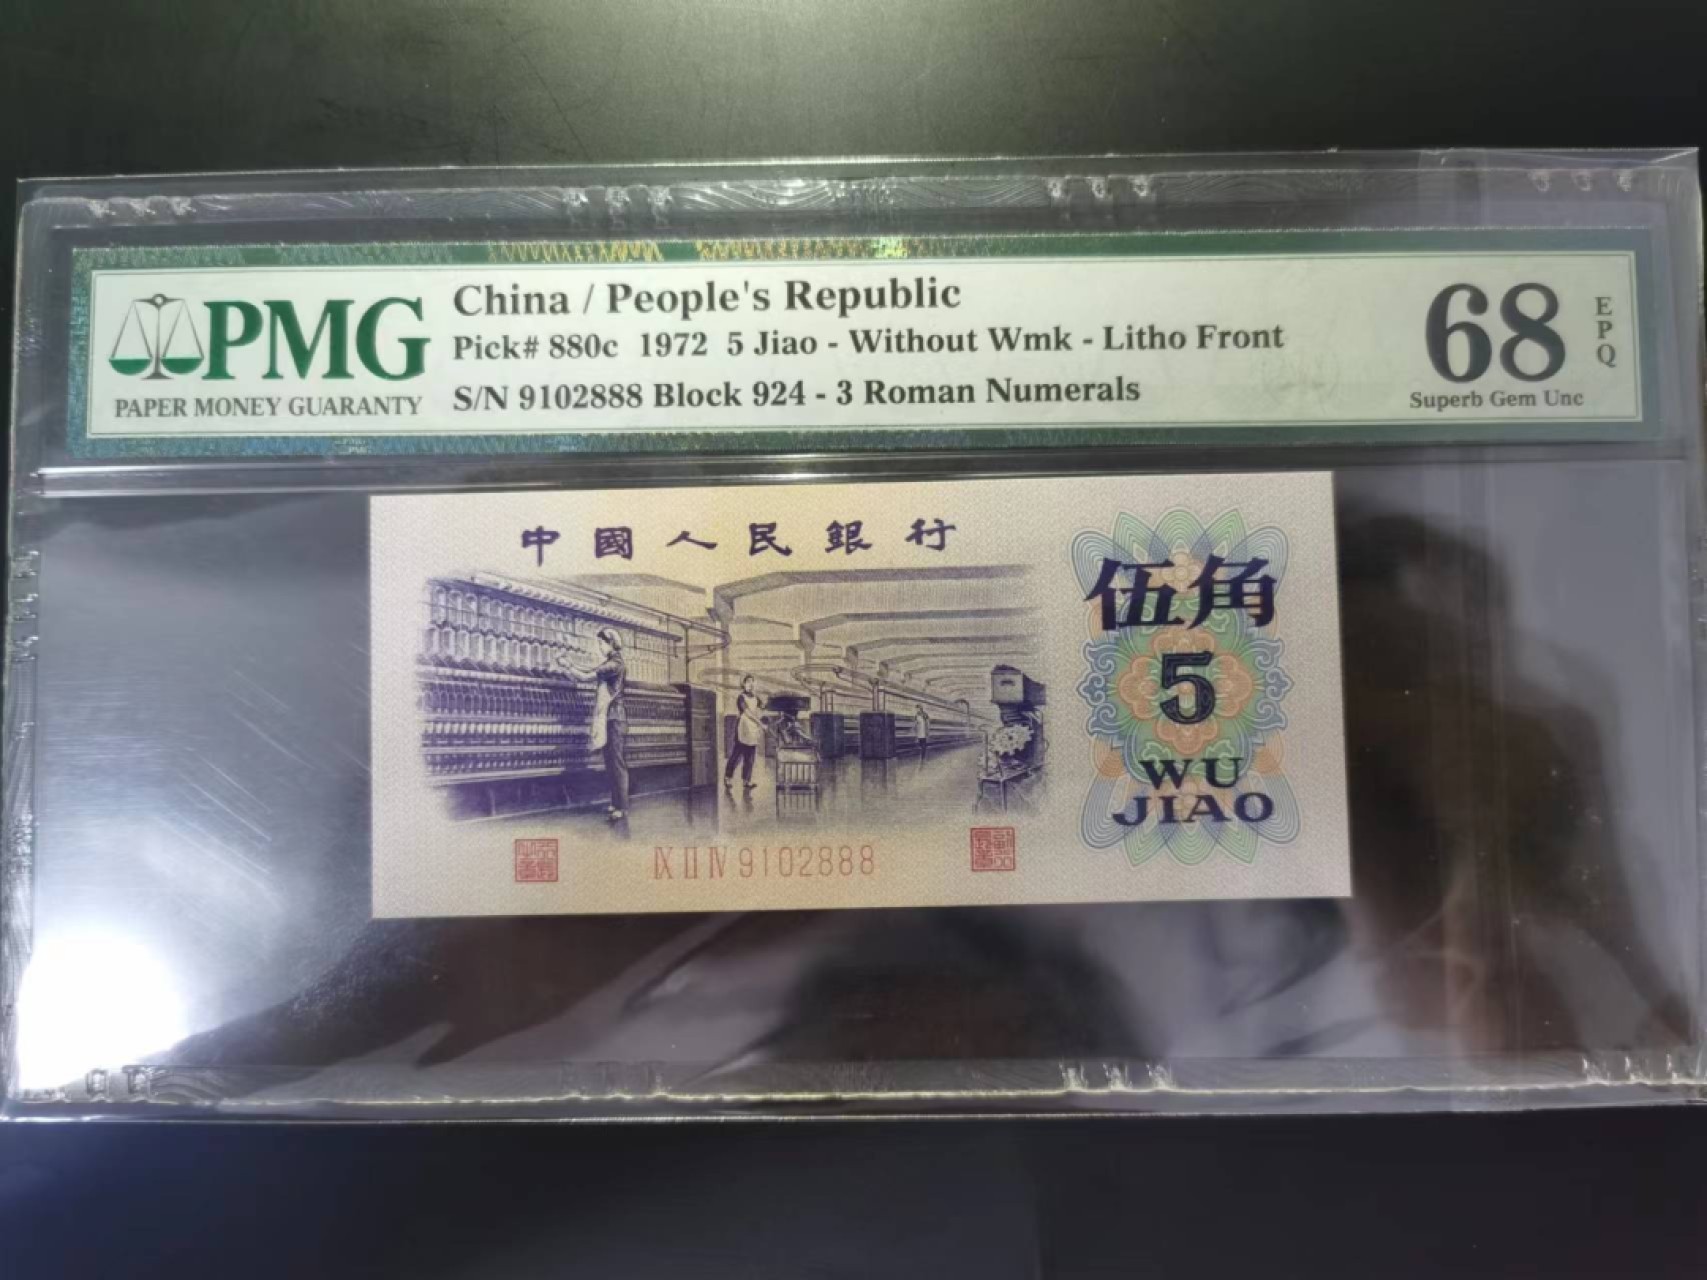 PMG
PAPER MONEY GUARANTY
China / People's Republic
Pick# 880c 1972 5 Jiao - Without Wmk - Litho Front
S/N 9102888 Block 924 - 3 Roman Numerals
68
EPQ
Superb Gem Unc
中國人民銀行
伍角
5
WU
JIAO
IX II IV 9102888